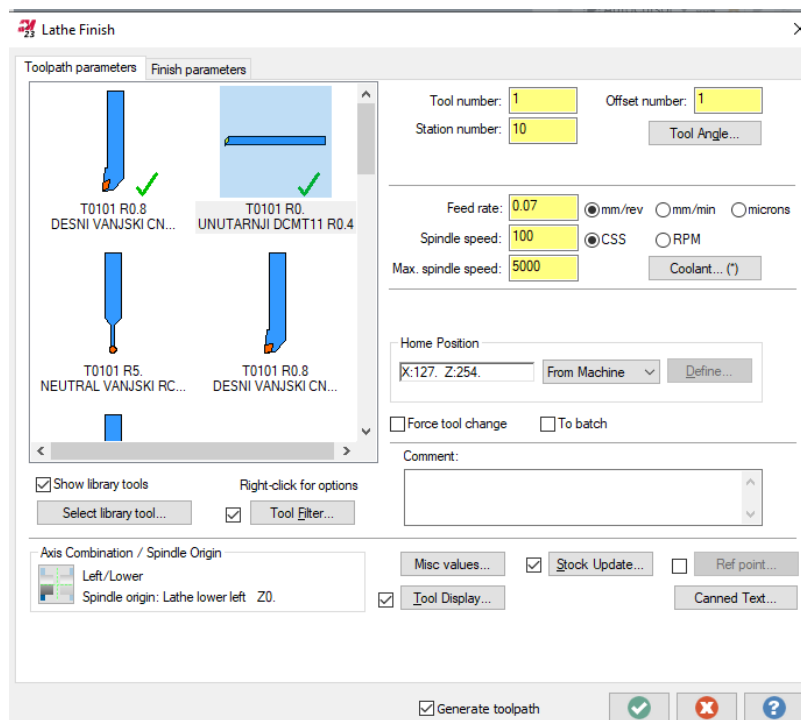 23 Lathe Finish
Toolpath parameters Finish parameters
T0101 R0.8
DESNI VANJSKI CN...
T0101 R0.
UNUTARNJI DCMT11 R0.4
T0101 R5.
NEUTRAL VANJSKI RC...
T0101 R0.8
DESNI VANJSKI CN...
Show library tools
Right-click for options
Select library tool...
Tool Filter...
Tool number: 1 Offset number: 1
Station number: 10 Tool Angle...
Feed rate: 0.07 mm/rev mm/min microns
Spindle speed: 100 CSS RPM
Max. spindle speed: 5000 Coolant... (*)
Home Position
X:127. Z:254. From Machine Define...
Force tool change To batch
Comment:
Axis Combination / Spindle Origin
Left/Lower
Spindle origin: Lathe lower left Z0.
Misc values... Stock Update... Ref point...
Tool Display... Canned Text...
Generate toolpath